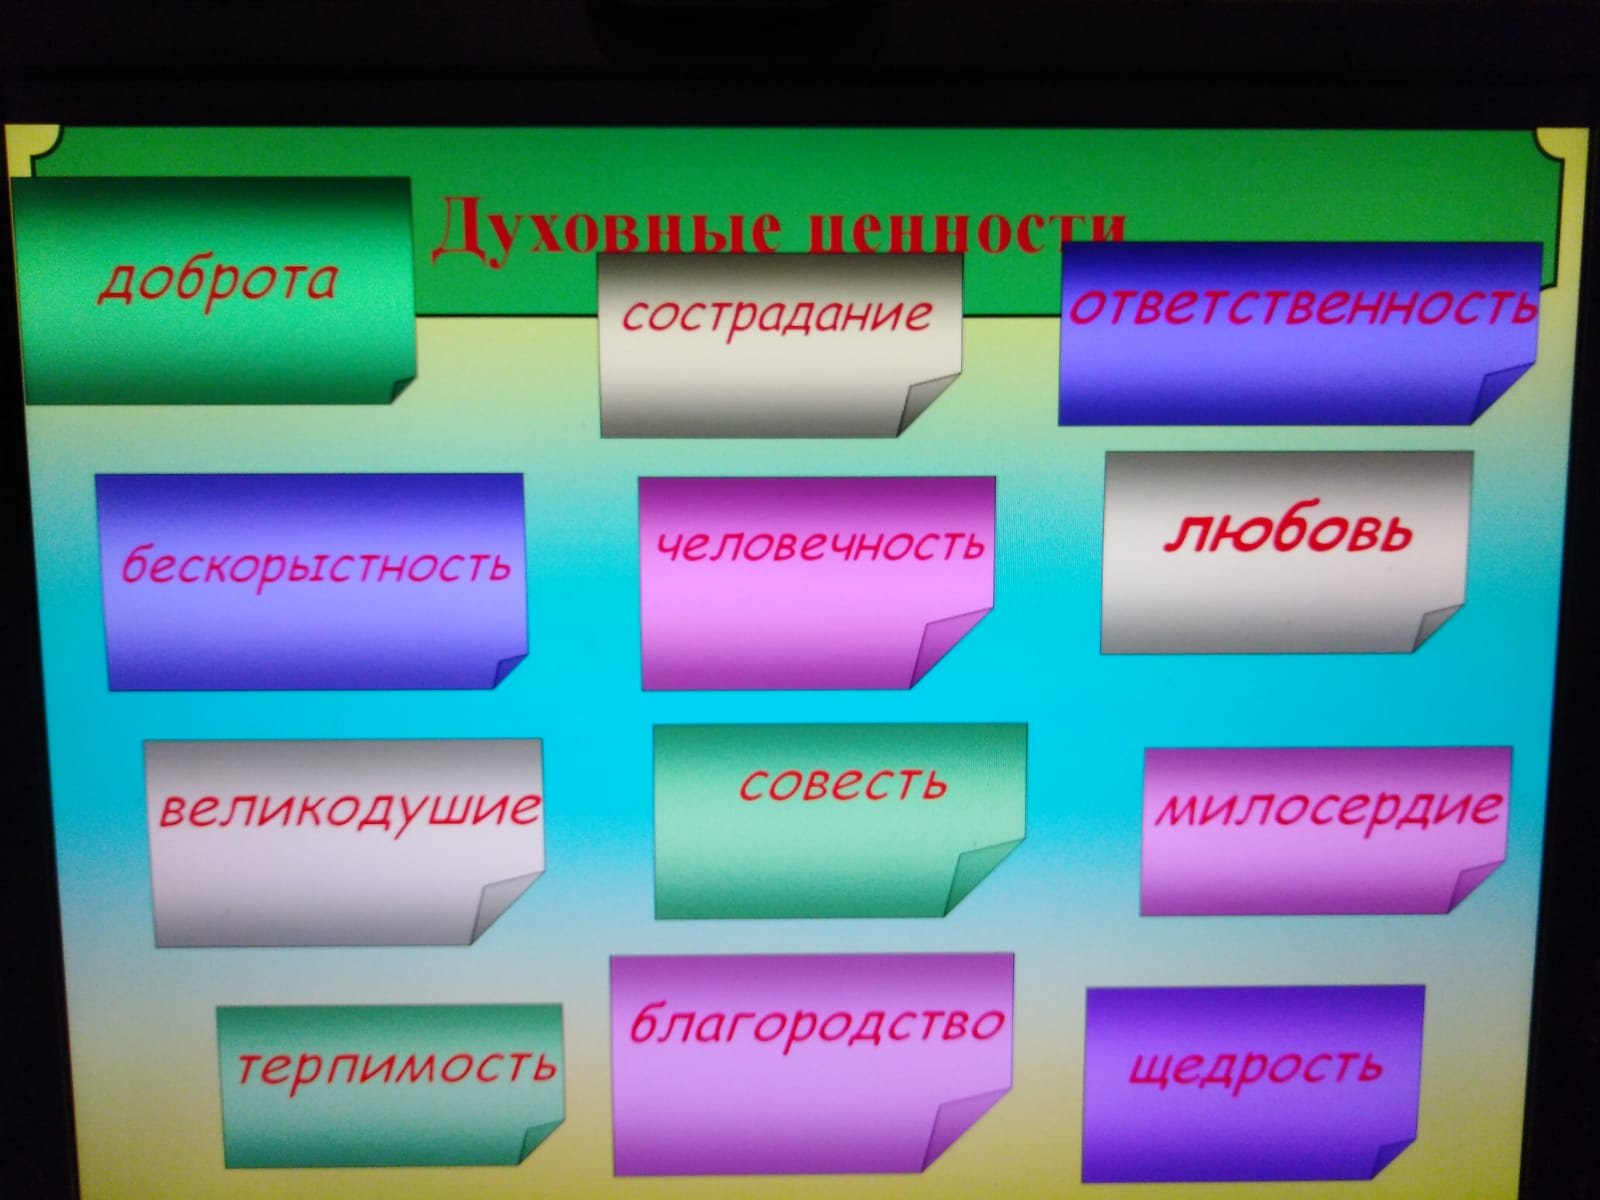 Духовные ценности
доброта
сострадание
ответственность
бескорыстность
человечность
любовь
великодушие
совесть
милосердие
терпимость
благородство
щедрость